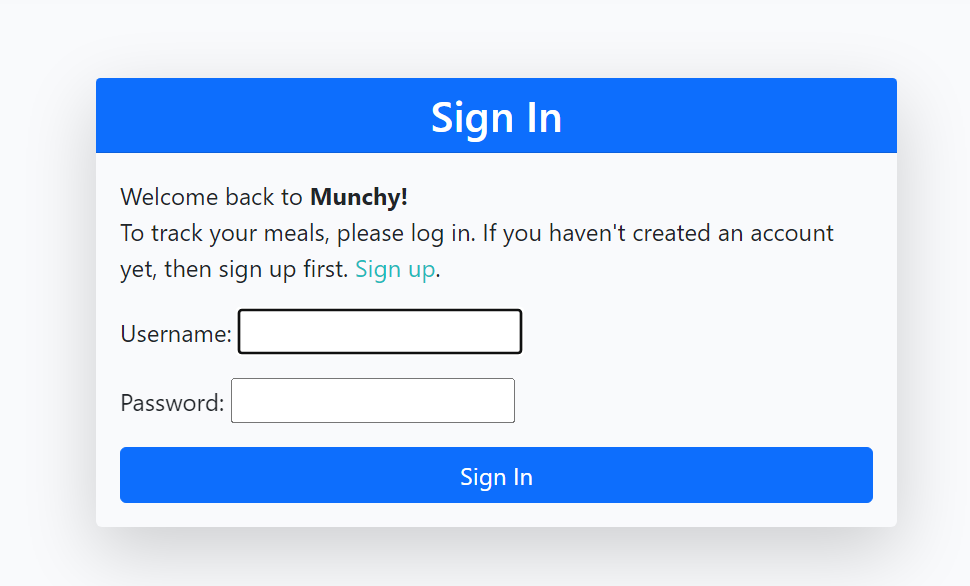 Sign In
Welcome back to Munchy!
To track your meals, please log in. If you haven't created an account
yet, then sign up first. Sign up.
Username:
Password:
Sign In